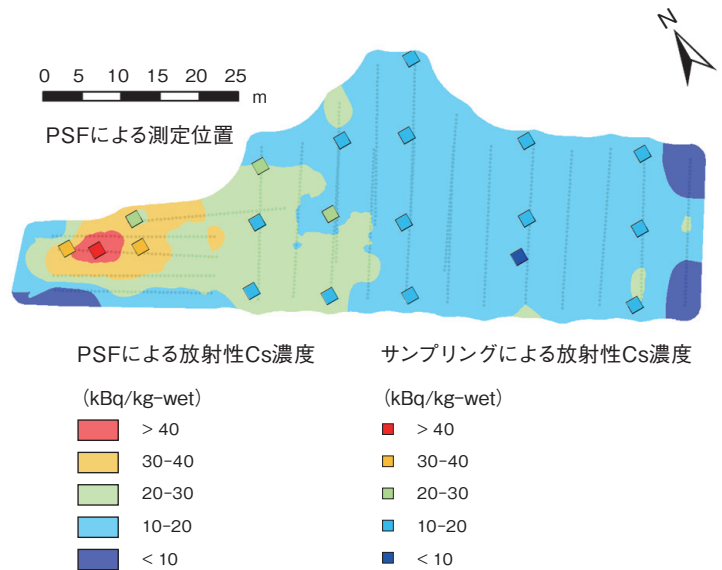 N
0 5 10 15 20 25
m
PSFによる測定位置
PSFによる放射性Cs濃度
(kBq/kg-wet)
> 40
30-40
20-30
10-20
< 10
サンプリングによる放射性Cs濃度
(kBq/kg-wet)
> 40
30-40
20-30
10-20
< 10